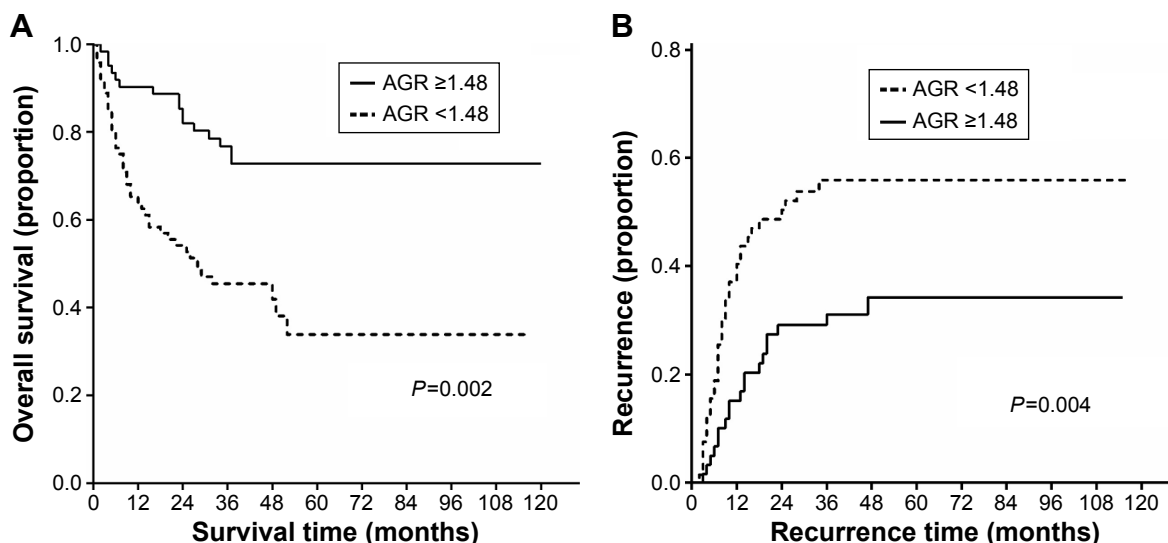 A
Overall survival (proportion)
1.0
0.8
0.6
0.4
0.2
0.0
AGR ≥1.48
AGR <1.48
P=0.002
0 12 24 36 48 60 72 84 96 108 120
Survival time (months)
B
Recurrence (proportion)
0.8
0.6
0.4
0.2
0.0
AGR <1.48
AGR ≥1.48
P=0.004
0 12 24 36 48 60 72 84 96 108 120
Recurrence time (months)